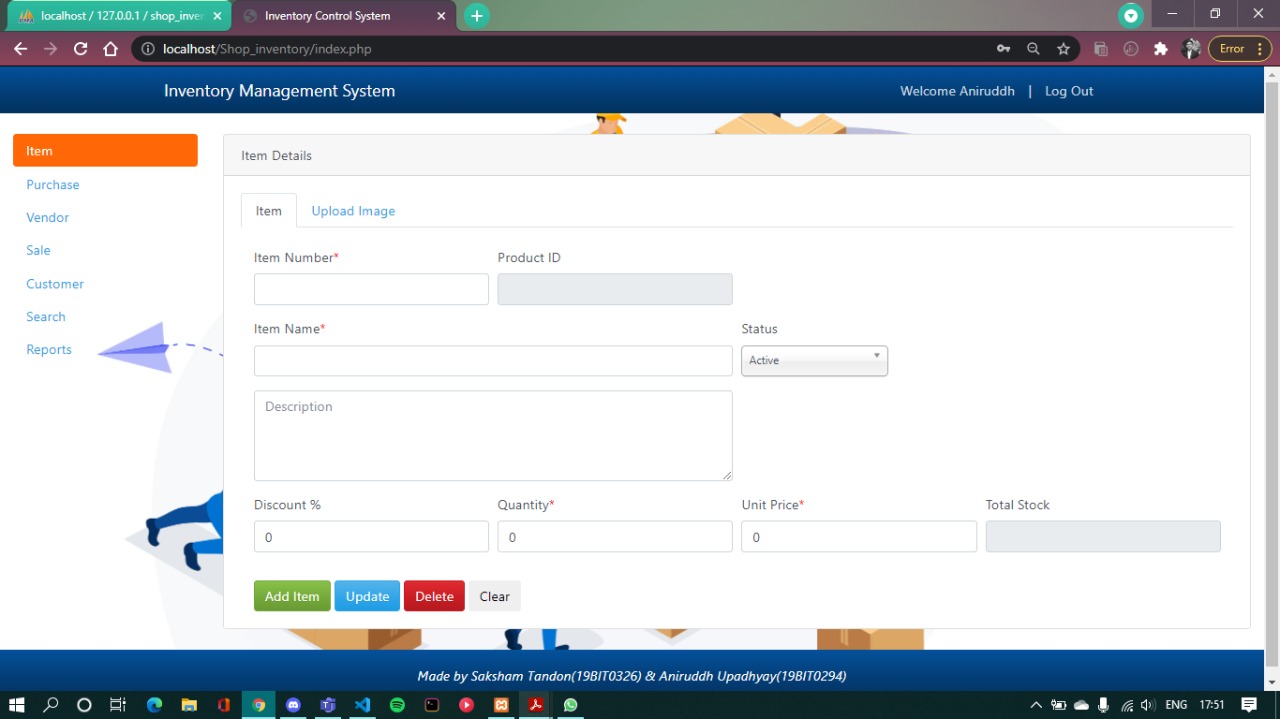 localhost / 127.0.0.1 / shop_inver
Inventory Control System
localhost/Shop_inventory/index.php
Error
Inventory Management System
Welcome Aniruddh | Log Out
Item
Purchase
Vendor
Sale
Customer
Search
Reports
Item Details
Item
Upload Image
Item Number*
Product ID
Item Name*
Status
Active
Description
Discount %
Quantity*
Unit Price*
Total Stock
0
0
0
Add Item
Update
Delete
Clear
Made by Saksham Tandon(19BIT0326) & Aniruddh Upadhyay(19BIT0294)
ENG
17:51